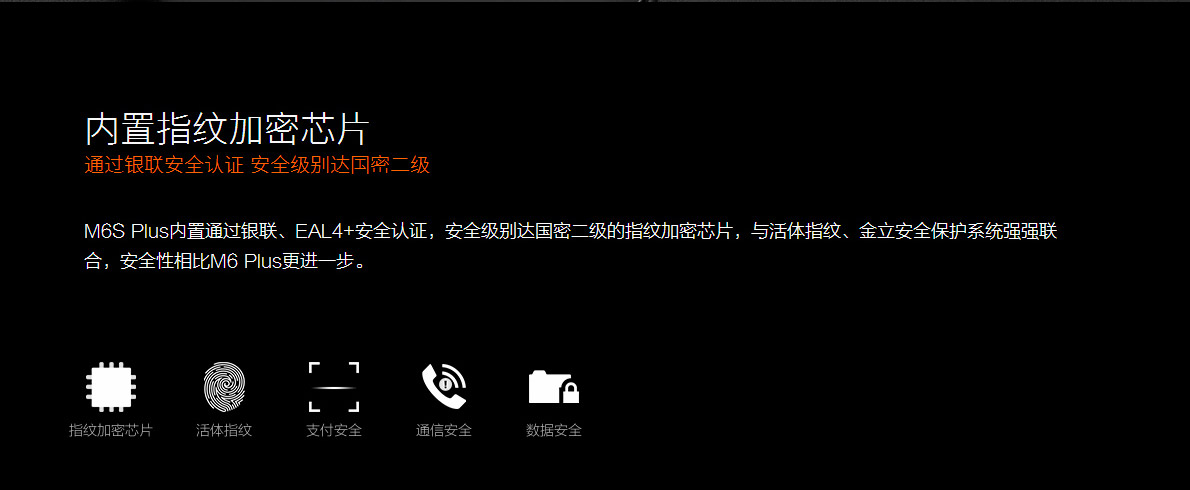 内置指纹加密芯片
通过银联安全认证 安全级别达国密二级
M6S Plus内置通过银联、EAL4+安全认证，安全级别达国密二级的指纹加密芯片，与活体指纹、金立安全保护系统强强联
合，安全性相比M6 Plus更进一步。
指纹加密芯片 活体指纹 支付安全 通信安全 数据安全